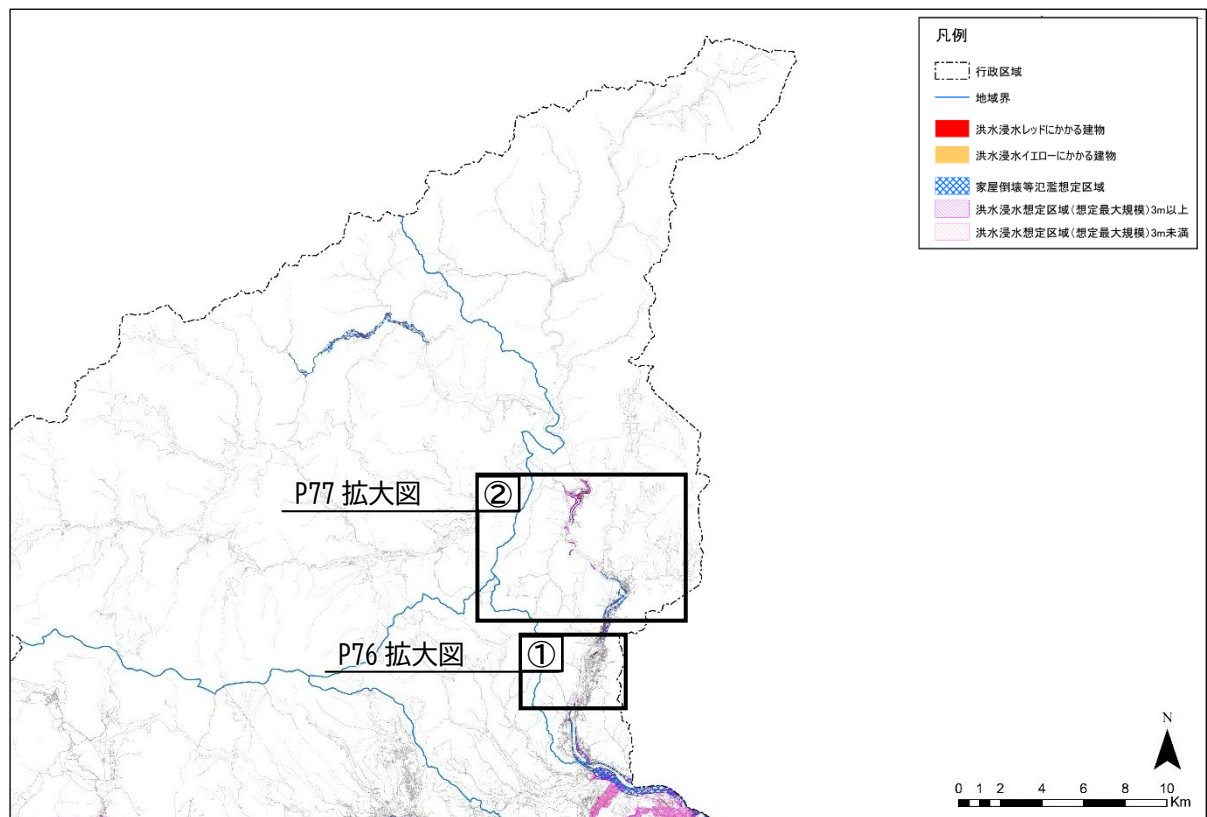 凡例
行政区域
地域界
洪水浸水レッドにかかる建物
洪水浸水イエローにかかる建物
家屋倒壊等氾濫想定区域
洪水浸水想定区域(想定最大規模)3m以上
洪水浸水想定区域(想定最大規模)3m未満
P77 拡大図
②
P76 拡大図
①
N
0 1 2 4 6 8 10
Km